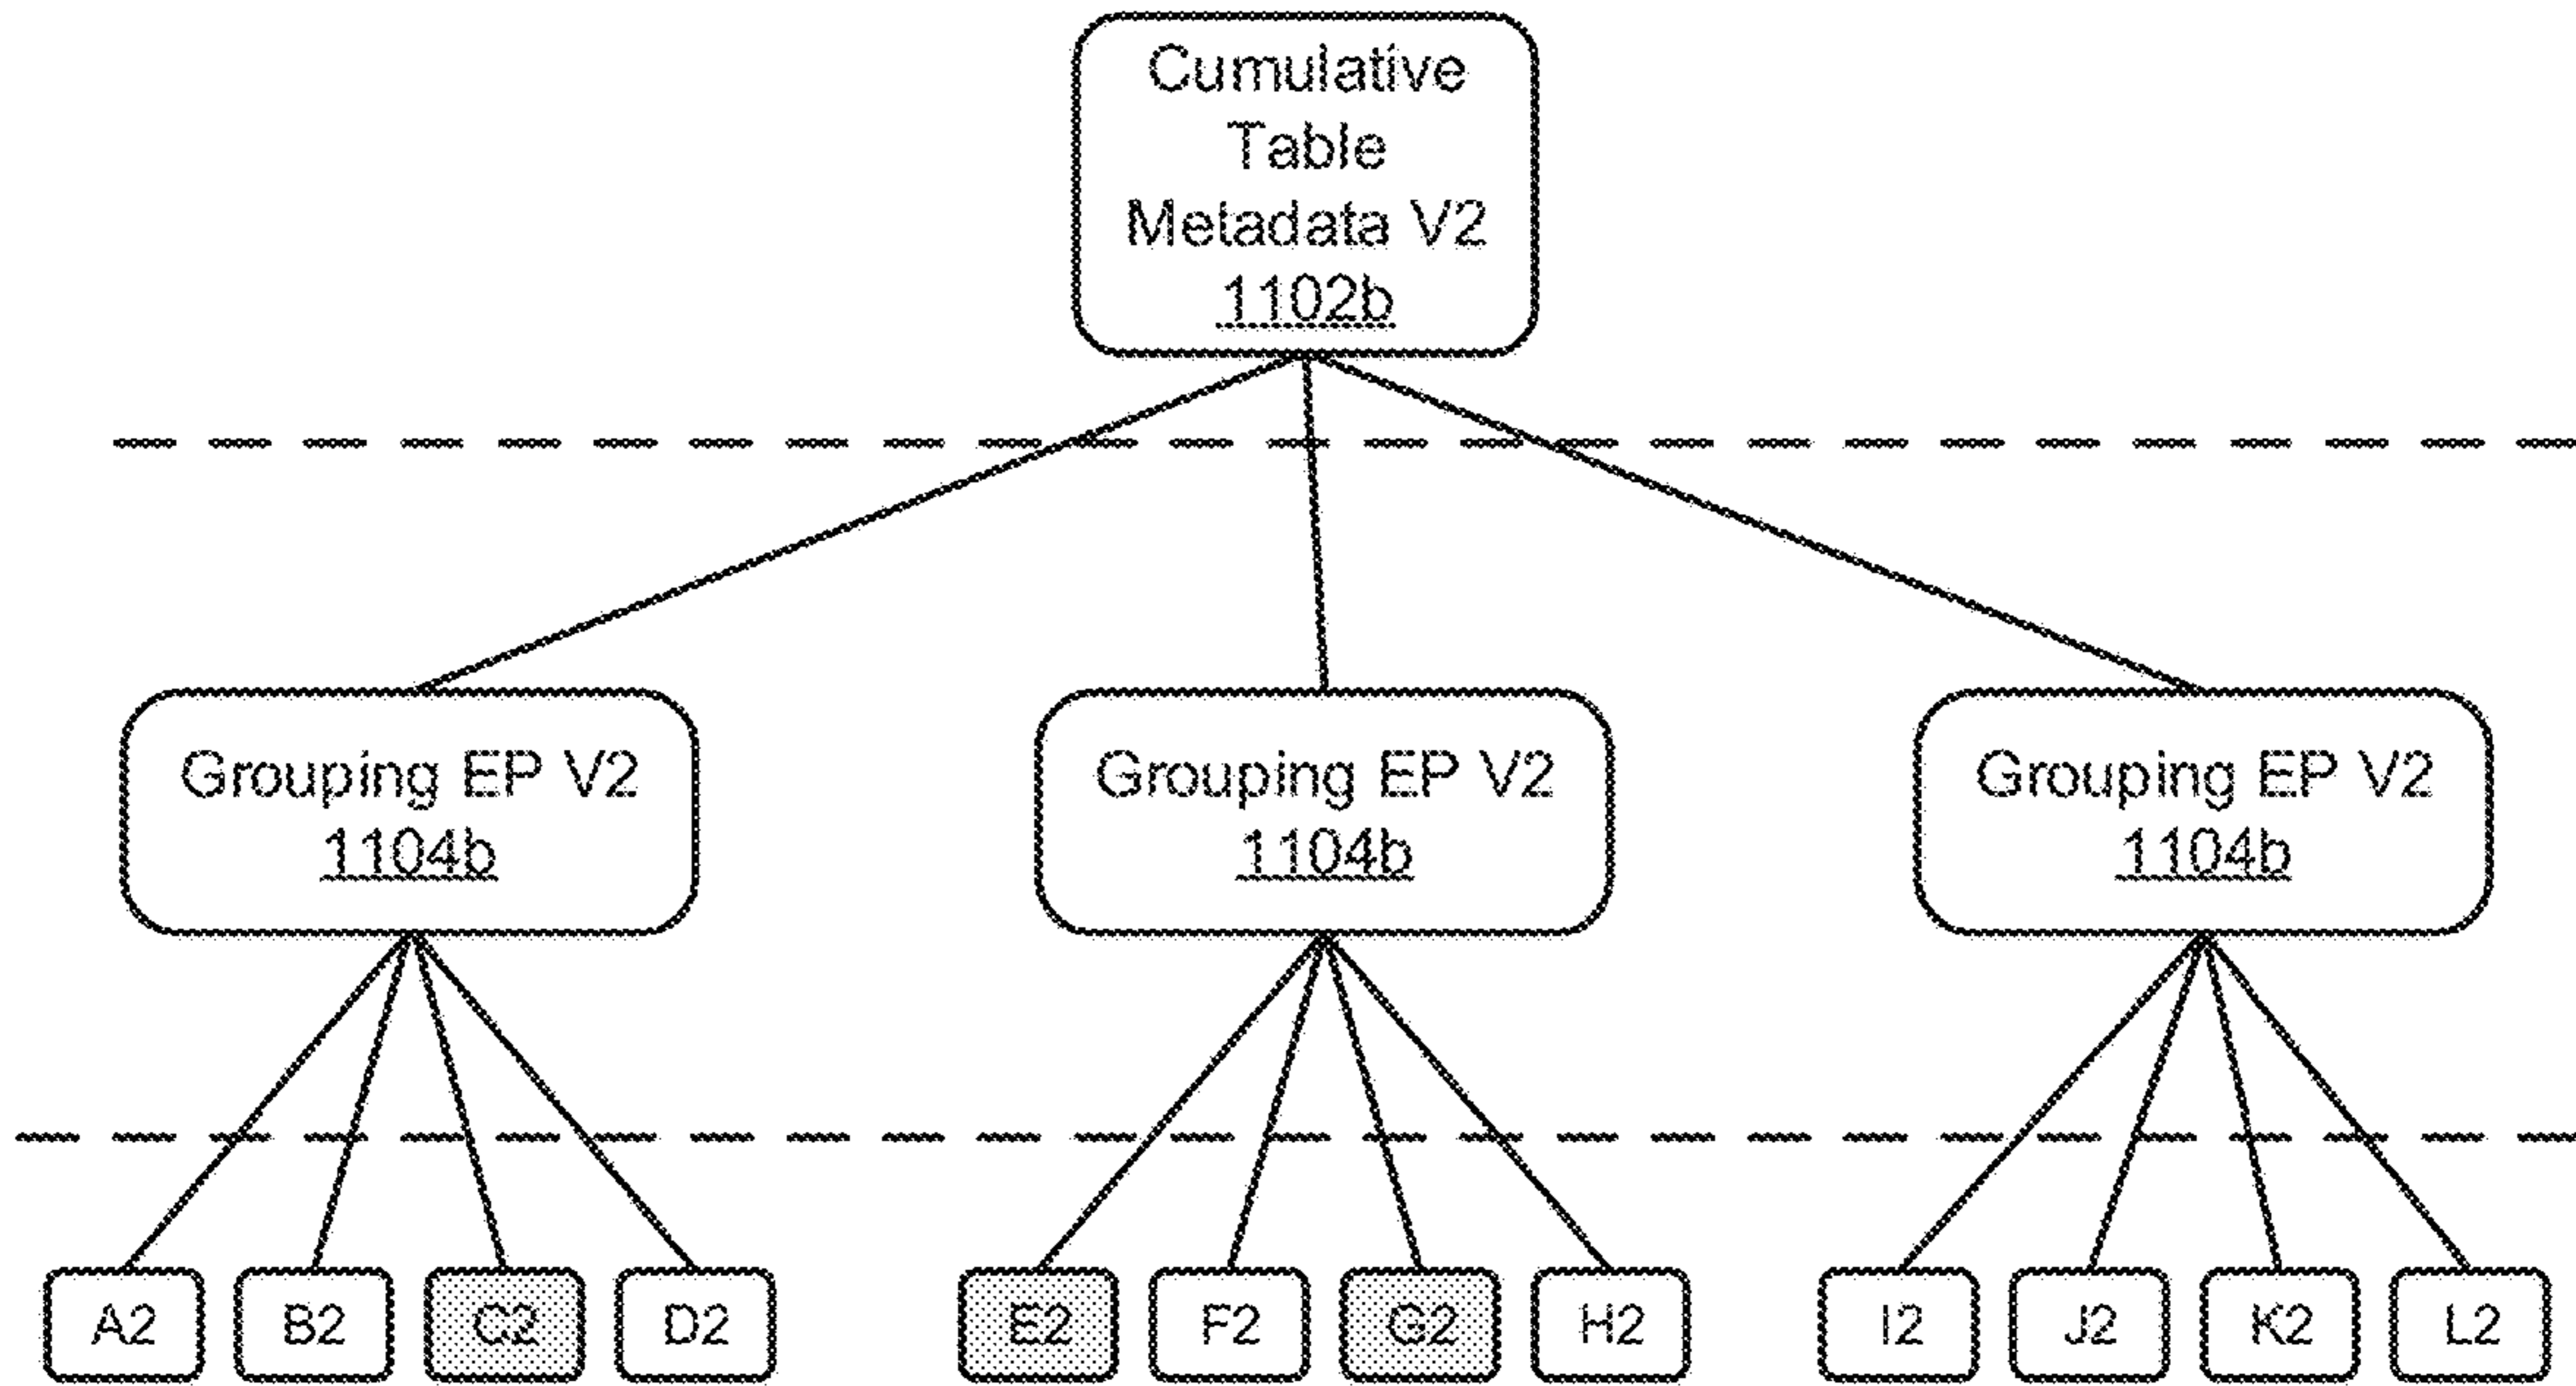 Cumulative
Table
Metadata V2
1102b
Grouping EP V2
1104b
Grouping EP V2
1104b
Grouping EP V2
1104b
A2
B2
C2
D2
E2
F2
G2
H2
I2
J2
K2
L2